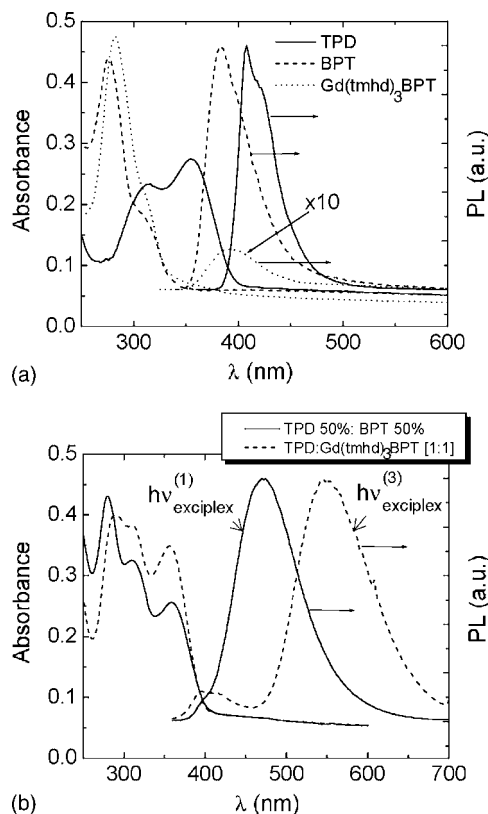 TPD
BPT
Gd(tmhd)3BPT
x10
Absorbance
PL (a.u.)
0.5
0.4
0.3
0.2
0.1
0.0
300 400 500 600
λ (nm)
(a)
TPD 50%: BPT 50%
TPD:Gd(tmhd)3BPT [1:1]
hν exciplex (1)
hν exciplex (3)
Absorbance
PL (a.u.)
0.5
0.4
0.3
0.2
0.1
0.0
300 400 500 600 700
λ (nm)
(b)